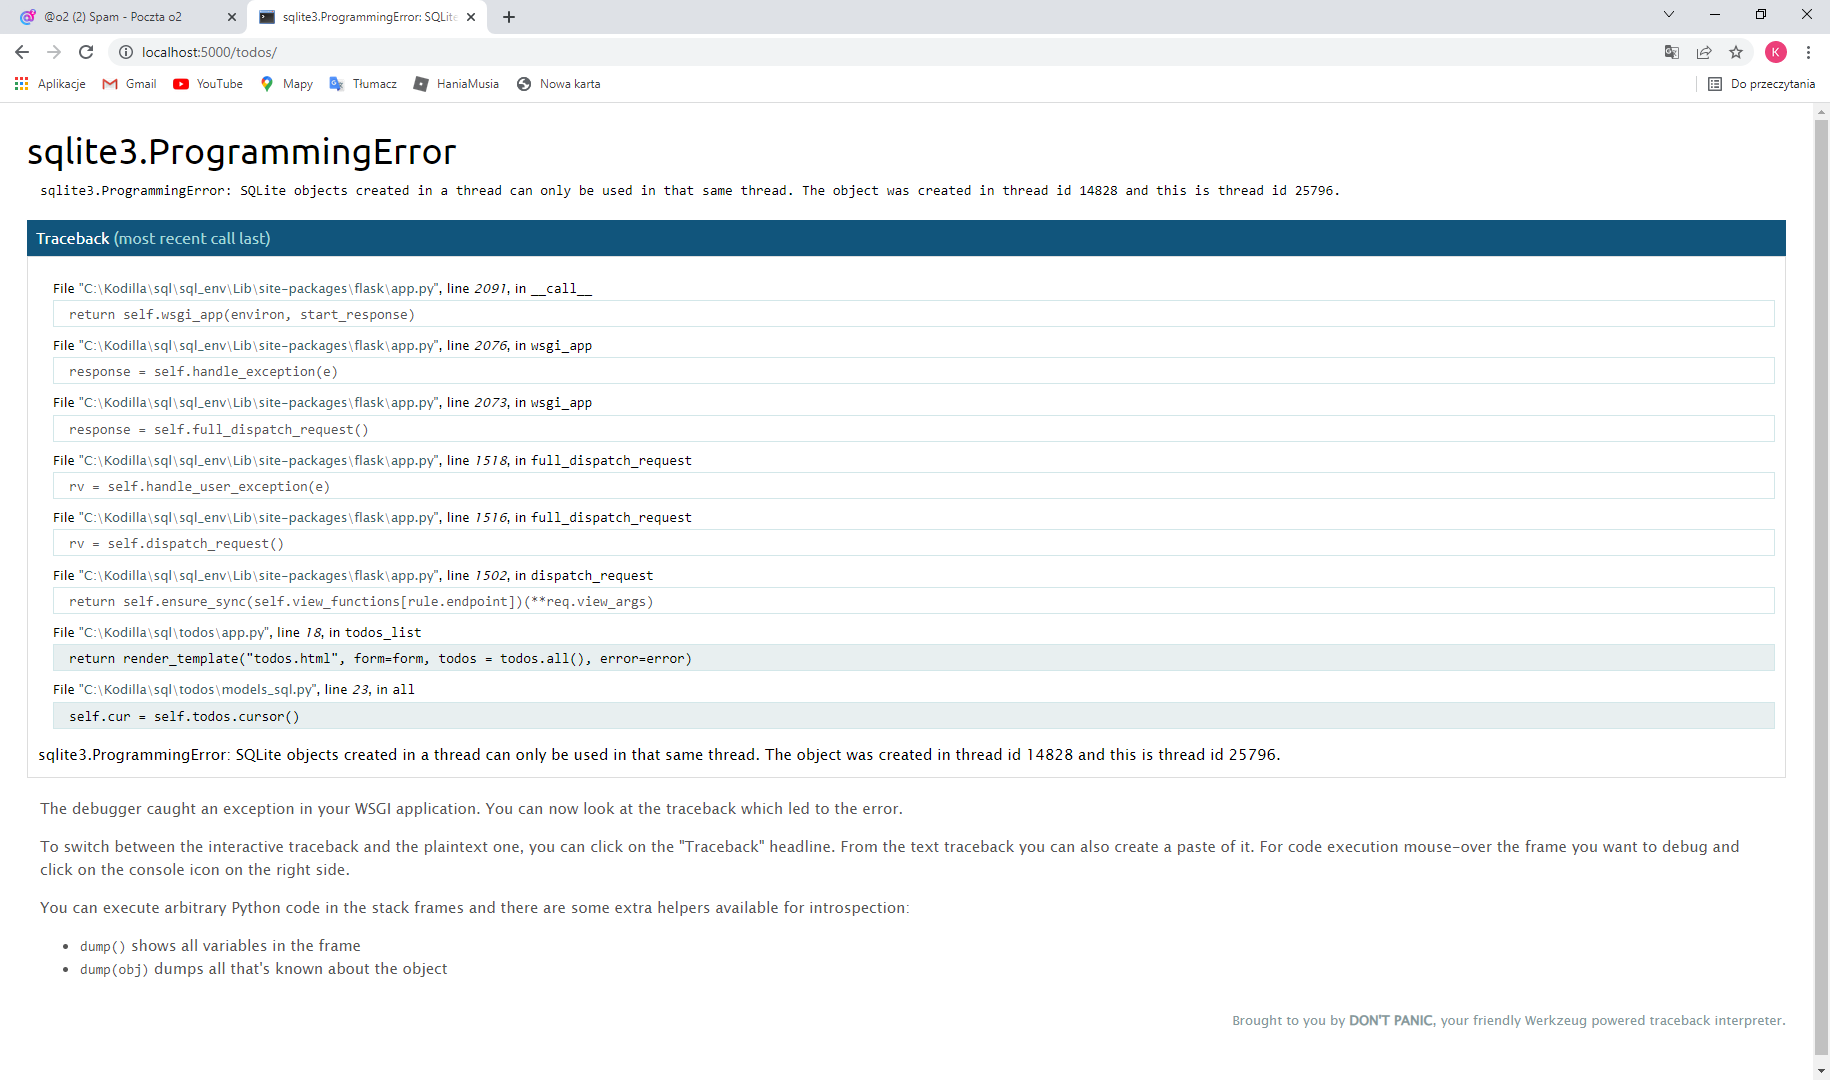 @o2 (2) Spam - Poczta o2
sqlite3.ProgrammingError: SQLite
localhost:5000/todos/
K
Aplikacje
Gmail
YouTube
Mapy
Tłumacz
HaniaMusia
Nowa karta
Do przeczytania
sqlite3.ProgrammingError
sqlite3.ProgrammingError: SQLite objects created in a thread can only be used in that same thread. The object was created in thread id 14828 and this is thread id 25796.
Traceback (most recent call last)
File "C:\Kodilla\sql\sql_env\Lib\site-packages\flask\app.py", line 2091, in __call__
return self.wsgi_app(environ, start_response)
File "C:\Kodilla\sql\sql_env\Lib\site-packages\flask\app.py", line 2076, in wsgi_app
response = self.handle_exception(e)
File "C:\Kodilla\sql\sql_env\Lib\site-packages\flask\app.py", line 2073, in wsgi_app
response = self.full_dispatch_request()
File "C:\Kodilla\sql\sql_env\Lib\site-packages\flask\app.py", line 1518, in full_dispatch_request
rv = self.handle_user_exception(e)
File "C:\Kodilla\sql\sql_env\Lib\site-packages\flask\app.py", line 1516, in full_dispatch_request
rv = self.dispatch_request()
File "C:\Kodilla\sql\sql_env\Lib\site-packages\flask\app.py", line 1502, in dispatch_request
return self.ensure_sync(self.view_functions[rule.endpoint])(**req.view_args)
File "C:\Kodilla\sql\todos\app.py", line 18, in todos_list
return render_template("todos.html", form=form, todos = todos.all(), error=error)
File "C:\Kodilla\sql\todos\models_sql.py", line 23, in all
self.cur = self.todos.cursor()
sqlite3.ProgrammingError: SQLite objects created in a thread can only be used in that same thread. The object was created in thread id 14828 and this is thread id 25796.
The debugger caught an exception in your WSGI application. You can now look at the traceback which led to the error.
To switch between the interactive traceback and the plaintext one, you can click on the "Traceback" headline. From the text traceback you can also create a paste of it. For code execution mouse-over the frame you want to debug and
click on the console icon on the right side.
You can execute arbitrary Python code in the stack frames and there are some extra helpers available for introspection:
• dump() shows all variables in the frame
• dump(obj) dumps all that's known about the object
Brought to you by DON'T PANIC, your friendly Werkzeug powered traceback interpreter.